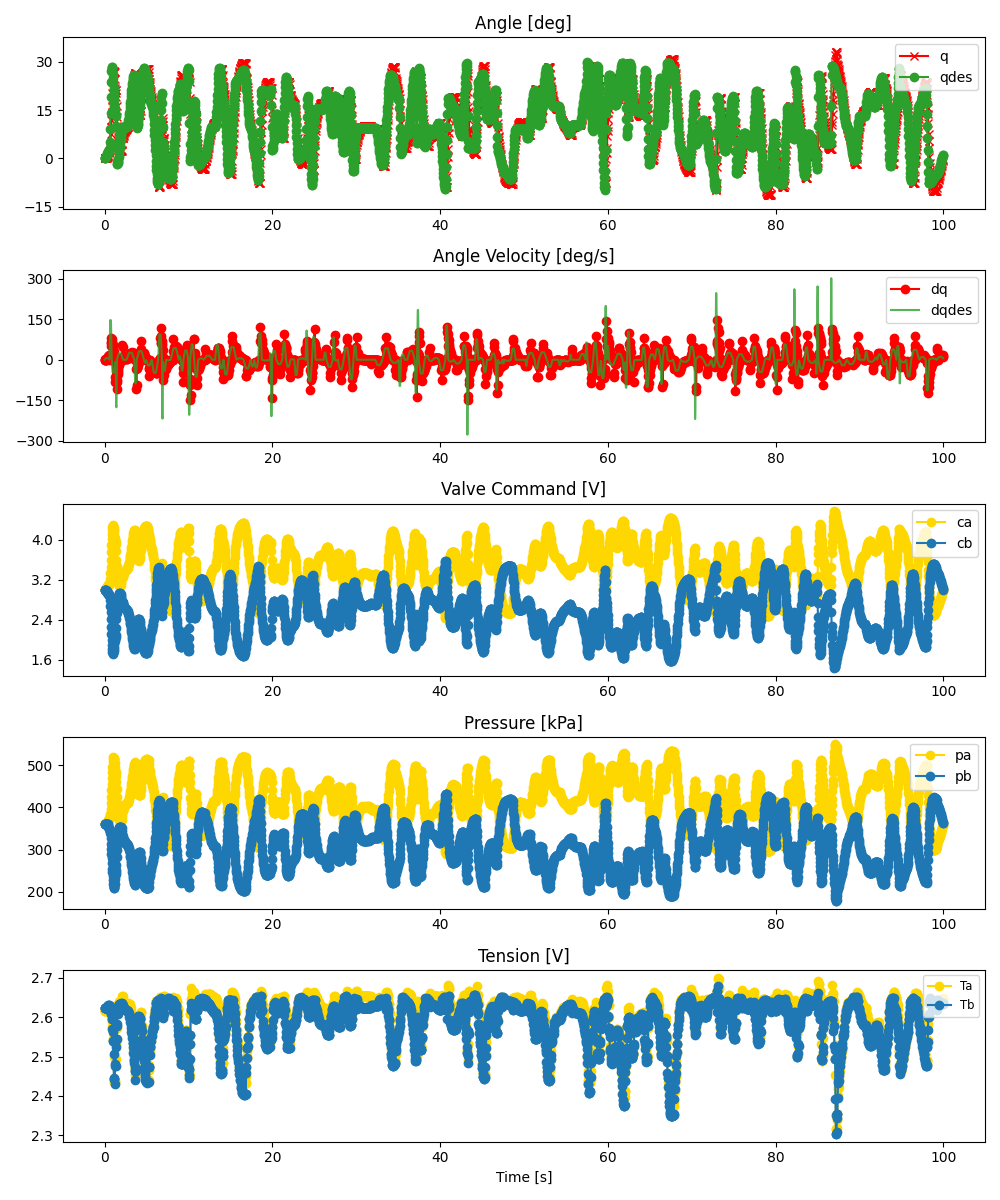 Angle [deg]
30
15
0
−15
q
qdes
0 20 40 60 80 100
Angle Velocity [deg/s]
300
150
0
−150
−300
dq
dqdes
0 20 40 60 80 100
Valve Command [V]
4.0
3.2
2.4
1.6
ca
cb
0 20 40 60 80 100
Pressure [kPa]
500
400
300
200
pa
pb
0 20 40 60 80 100
Tension [V]
2.7
2.6
2.5
2.4
2.3
Ta
Tb
0 20 40 60 80 100
Time [s]